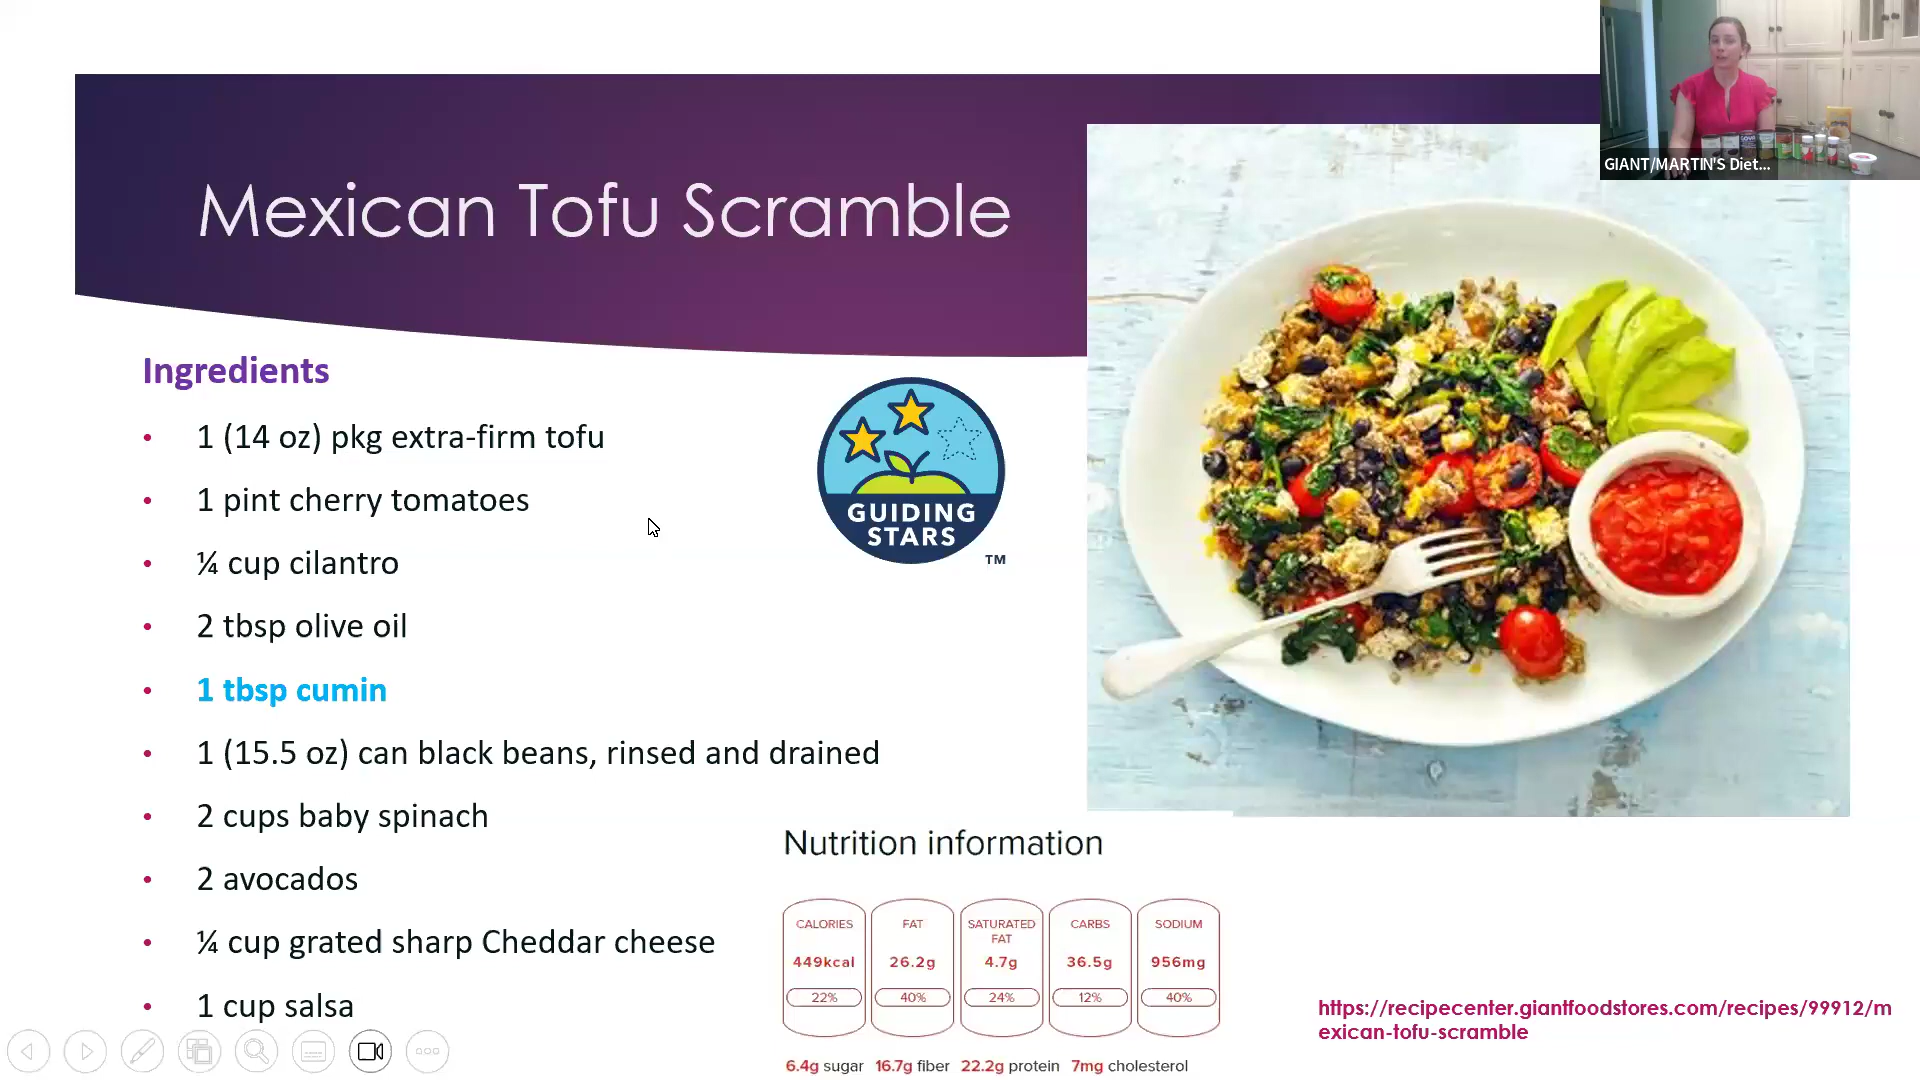 GIANT/MARTIN'S Diet...
Mexican Tofu Scramble
Ingredients
• 1 (14 oz) pkg extra-firm tofu
• 1 pint cherry tomatoes
• ¼ cup cilantro
• 2 tbsp olive oil
• 1 tbsp cumin
• 1 (15.5 oz) can black beans, rinsed and drained
• 2 cups baby spinach
• 2 avocados
• ¼ cup grated sharp Cheddar cheese
• 1 cup salsa
GUIDING
STARS
TM
Nutrition information
CALORIES
449kcal
22%
FAT
26.2g
40%
SATURATED
FAT
4.7g
24%
CARBS
36.5g
12%
SODIUM
956mg
40%
6.4g sugar 16.7g fiber 22.2g protein 7mg cholesterol
https://recipecenter.giantfoodstores.com/recipes/99912/m
exican-tofu-scramble